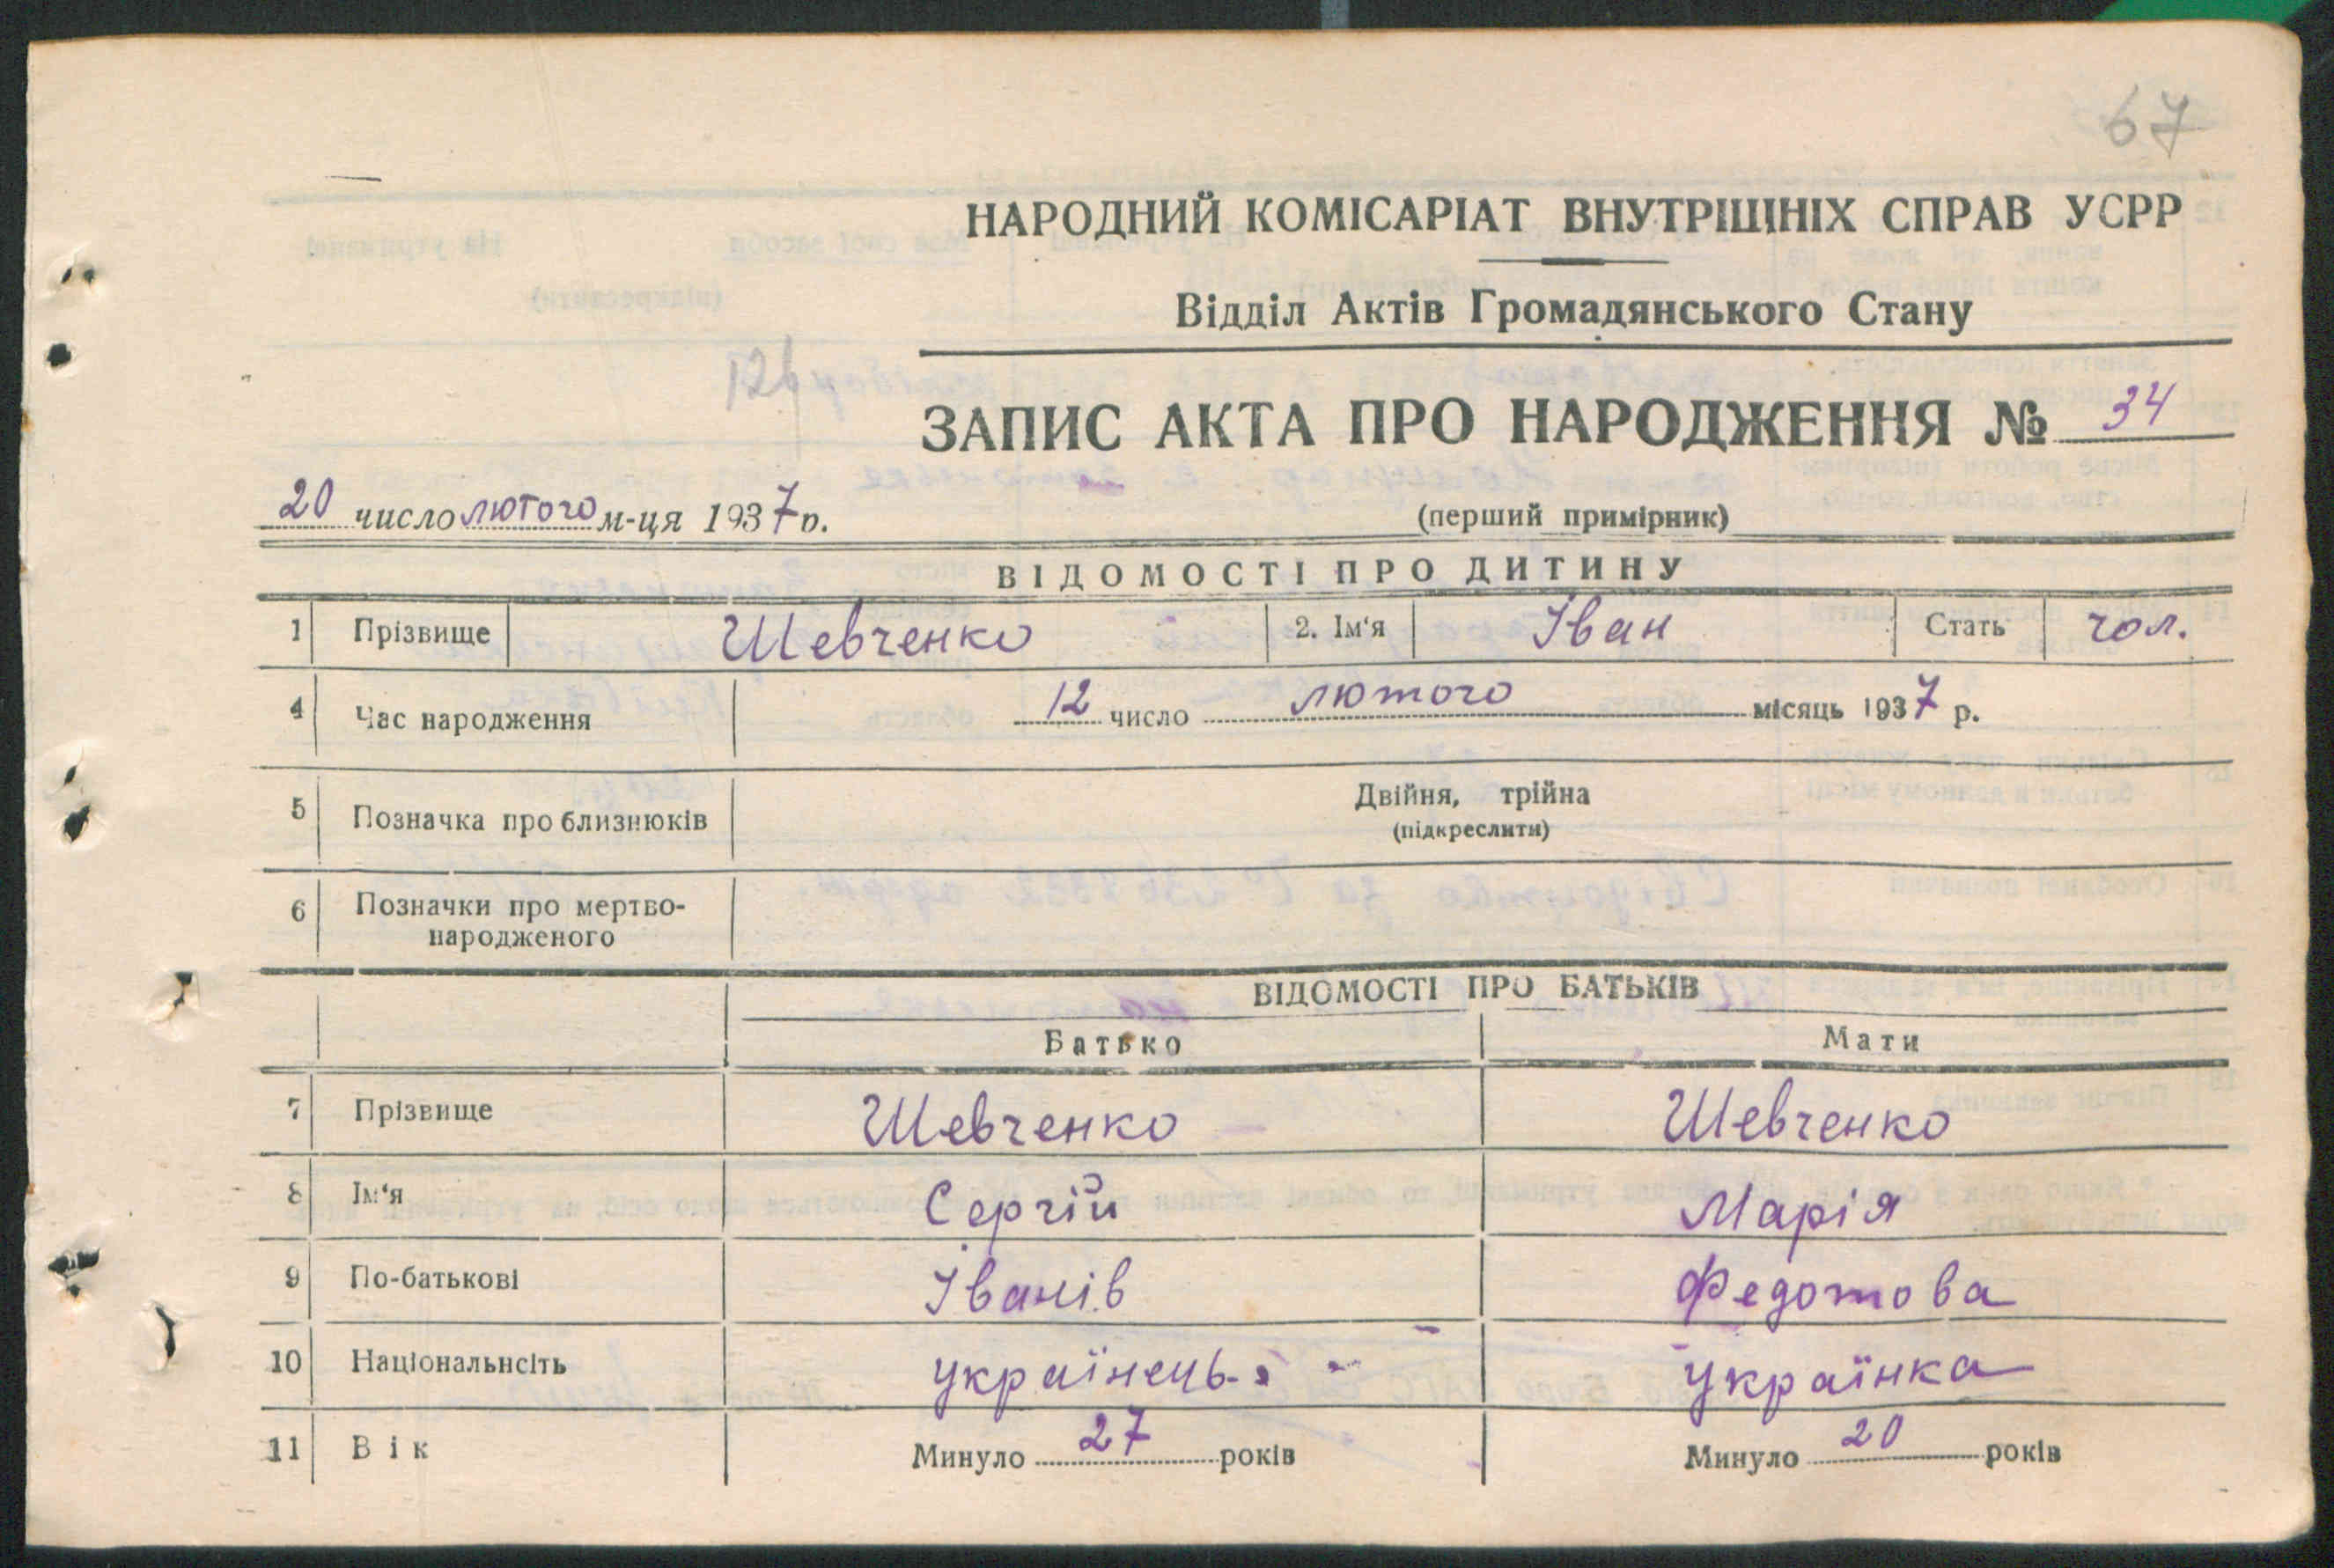 67
НАРОДНИЙ КОМІСАРІАТ ВНУТРІШНІХ СПРАВ УСРР
Відділ Актів Громадянського Стану
ЗАПИС АКТА ПРО НАРОДЖЕННЯ № 34
20 число лютого м-ця 1937 р.
(перший примірник)
ВІДОМОСТІ ПРО ДИТИНУ
1 Прізвище Шевченко 2. Ім'я Іван Стать чол.
4 Час народження 12 число лютого місяць 1937 р.
5 Позначка про близнюків Двійня, трійна
(підкреслити)
6 Позначки про мертво-
народженого
ВІДОМОСТІ ПРО БАТЬКІВ
Батько Мати
7 Прізвище Шевченко Шевченко
8 Ім'я Сергій Марія
9 По-батькові Іванів Федотова
10 Національнсіть українець українка
11 Вік Минуло 27 років Минуло 20 років